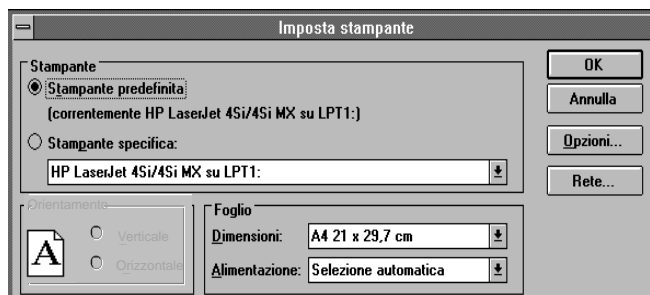 Imposta stampante
Stampante
Stampante predefinita
(correntemente HP LaserJet 4Si/4Si MX su LPT1:)
Stampante specifica:
HP LaserJet 4Si/4Si MX su LPT1:
OK
Annulla
Opzioni...
Rete...
Orientamento
A
Verticale
Orizzontale
Foglio
Dimensioni: A4 21 x 29,7 cm
Alimentazione: Selezione automatica